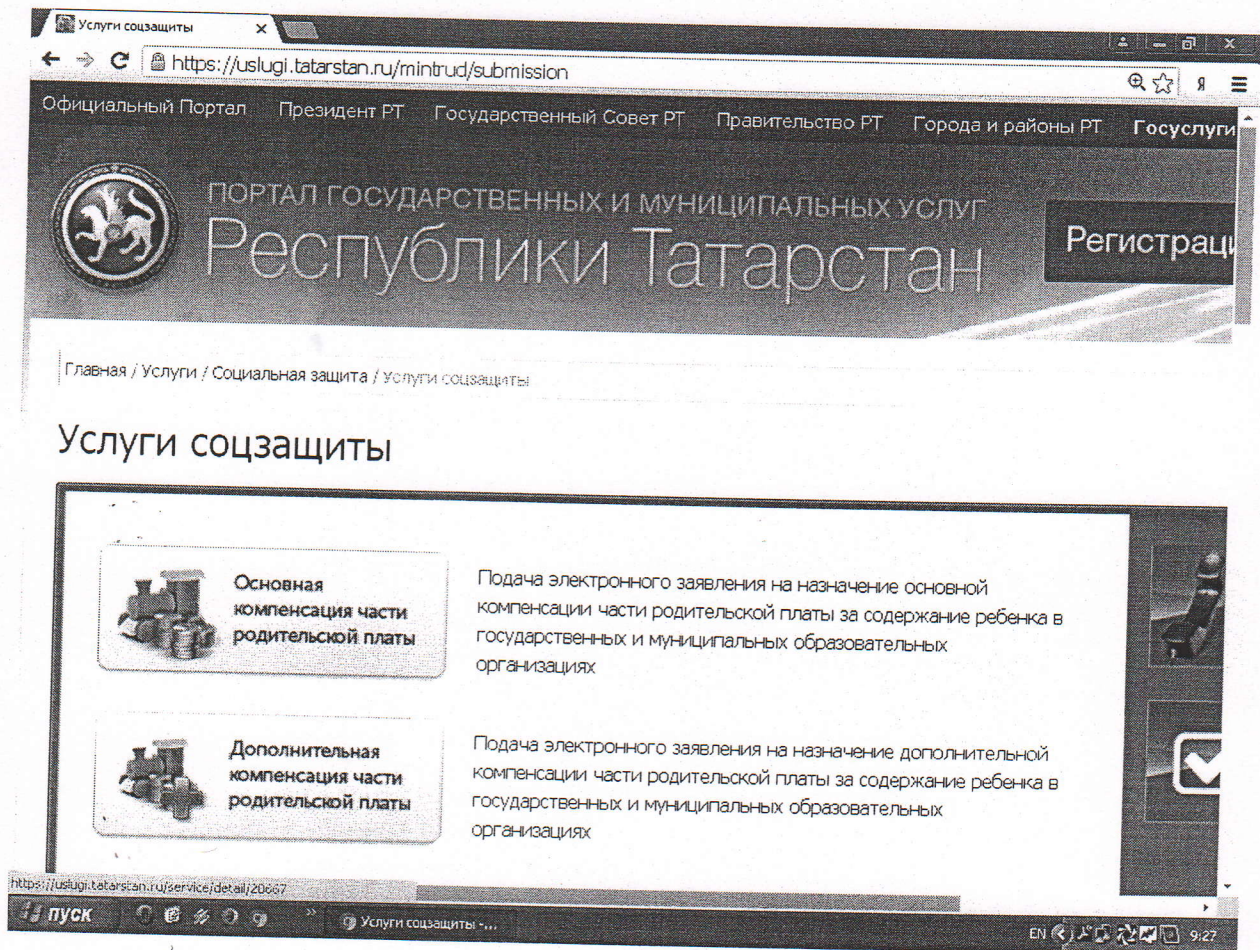 Услуги соцзащиты
https://uslugi.tatarstan.ru/mintrud/submission
Я
Официальный Портал Президент РТ Государственный Совет РТ Правительство РТ Города и районы РТ Госуслуги
ПОРТАЛ ГОСУДАРСТВЕННЫХ И МУНИЦИПАЛЬНЫХ УСЛУГ
Республики Татарстан
Регистраци
Главная / Услуги / Социальная защита / Услуги соцзащиты
Услуги соцзащиты
Основная
компенсация части
родительской платы
Подача электронного заявления на назначение основной
компенсации части родительской платы за содержание ребенка в
государственных и муниципальных образовательных
организациях
Дополнительная
компенсация части
родительской платы
Подача электронного заявления на назначение дополнительной
компенсации части родительской платы за содержание ребенка в
государственных и муниципальных образовательных
организациях
https://uslugi.tatarstan.ru/service/detail/20667
пуск
Услуги соцзащиты -...
EN
9:27